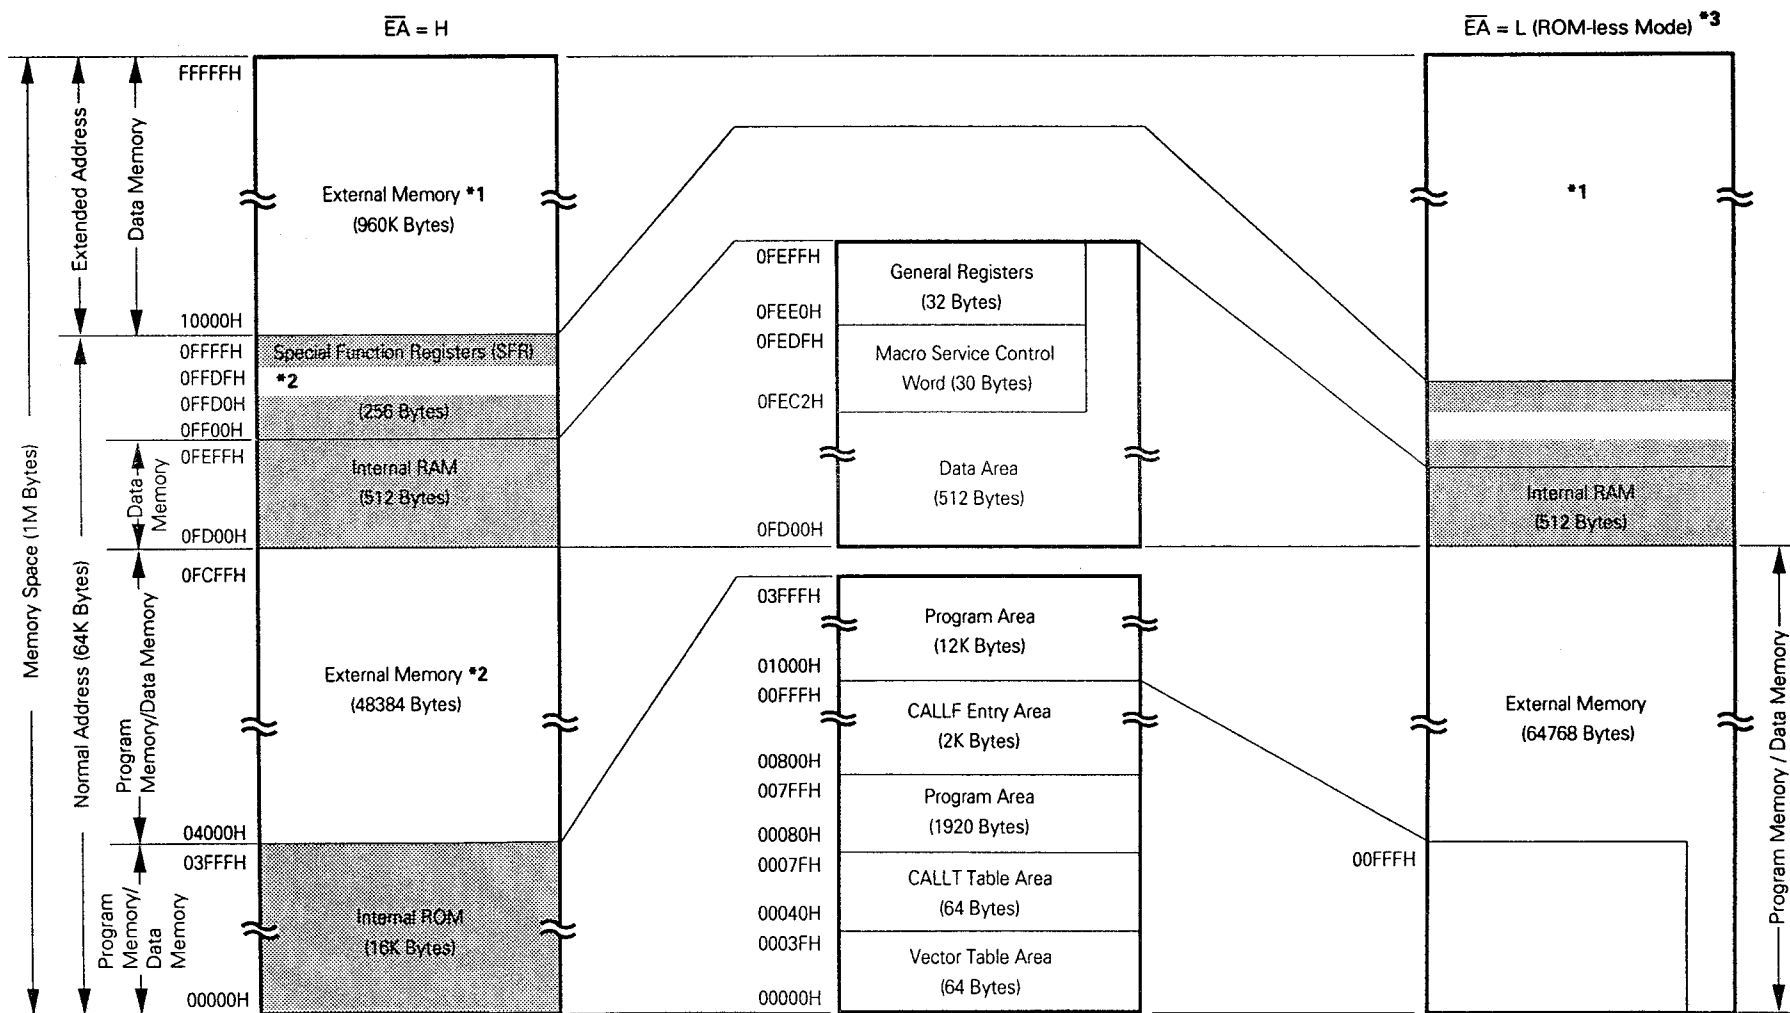 EA = H
EA = L (ROM-less Mode) *3
Memory Space (1M Bytes)
Extended Address
Normal Address (64K Bytes)
Data Memory
Data
Memory
Program
Memory/Data Memory
Program
Memory/
Data
Memory
FFFFFH
External Memory *1
(960K Bytes)
10000H
0FFFFH
Special Function Registers (SFR)
0FFDFH
*2
0FFD0H
(256 Bytes)
0FF00H
0FEFFH
Internal RAM
(512 Bytes)
0FD00H
0FCFFH
External Memory *2
(48384 Bytes)
04000H
03FFFH
Internal ROM
(16K Bytes)
00000H
0FEFFH
General Registers
(32 Bytes)
0FEE0H
0FEDFH
Macro Service Control
Word (30 Bytes)
0FEC2H
Data Area
(512 Bytes)
0FD00H
03FFFH
Program Area
(12K Bytes)
01000H
00FFFH
CALLF Entry Area
(2K Bytes)
00800H
007FFH
Program Area
(1920 Bytes)
00080H
0007FH
CALLT Table Area
(64 Bytes)
00040H
0003FH
Vector Table Area
(64 Bytes)
00000H
*1
Internal RAM
(512 Bytes)
External Memory
(64768 Bytes)
00FFFH
Program Memory / Data Memory